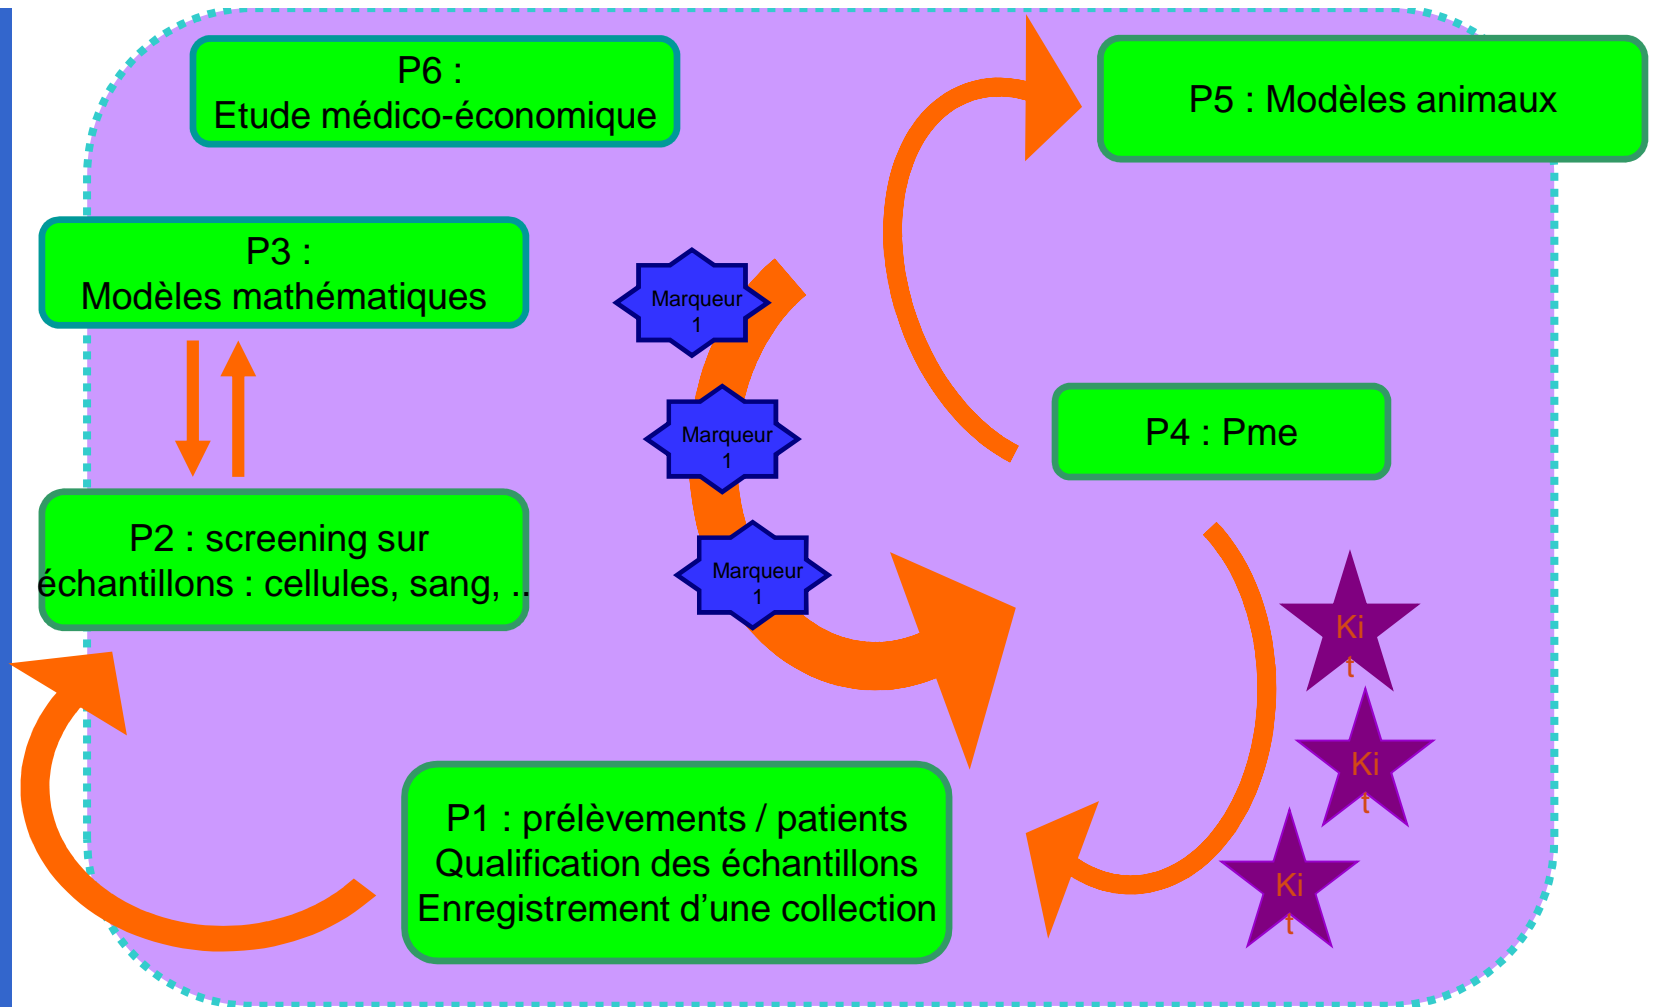 P6 :
Etude médico-économique
P5 : Modèles animaux
P3 :
Modèles mathématiques
Marqueur
1
Marqueur
1
P4 : Pme
P2 : screening sur
échantillons : cellules, sang, ..
Marqueur
1
Ki
t
Ki
t
P1 : prélèvements / patients
Qualification des échantillons
Enregistrement d’une collection
Ki
t